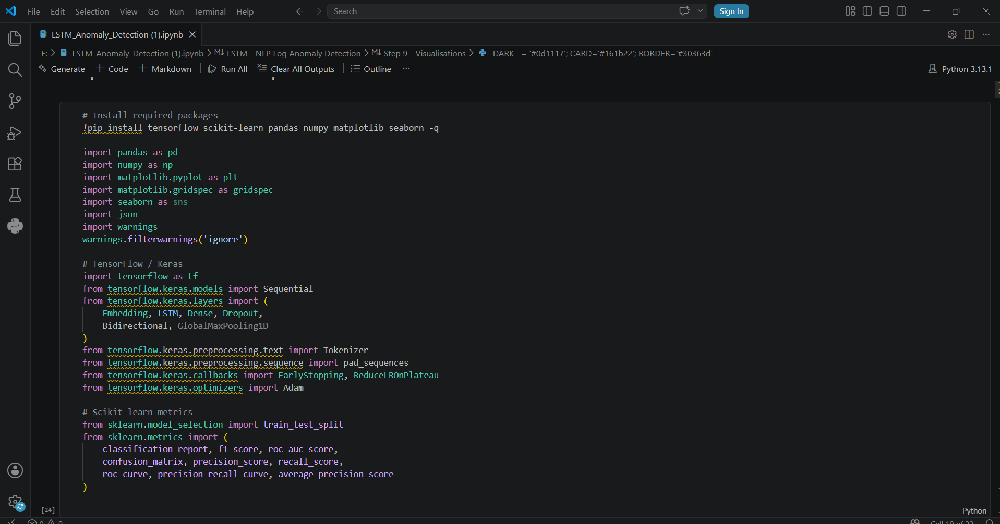 File Edit Selection View Go Run Terminal Help Search Sign In
LSTM_Anomaly_Detection (1).ipynb
E: > LSTM_Anomaly_Detection (1).ipynb > M↓ LSTM - NLP Log Anomaly Detection > M↓ Step 9 - Visualisations > DARK = '#0d1117'; CARD='#161b22'; BORDER='#30363d'
Generate + Code + Markdown Run All Clear All Outputs Outline ... Python 3.13.1
# Install required packages
!pip install tensorflow scikit-learn pandas numpy matplotlib seaborn -q
import pandas as pd
import numpy as np
import matplotlib.pyplot as plt
import matplotlib.gridspec as gridspec
import seaborn as sns
import json
import warnings
warnings.filterwarnings('ignore')
# TensorFlow / Keras
import tensorflow as tf
from tensorflow.keras.models import Sequential
from tensorflow.keras.layers import (
Embedding, LSTM, Dense, Dropout,
Bidirectional, GlobalMaxPooling1D
)
from tensorflow.keras.preprocessing.text import Tokenizer
from tensorflow.keras.preprocessing.sequence import pad_sequences
from tensorflow.keras.callbacks import EarlyStopping, ReduceLROnPlateau
from tensorflow.keras.optimizers import Adam
# Scikit-learn metrics
from sklearn.model_selection import train_test_split
from sklearn.metrics import (
classification_report, f1_score, roc_auc_score,
confusion_matrix, precision_score, recall_score,
roc_curve, precision_recall_curve, average_precision_score
)
[24] Python